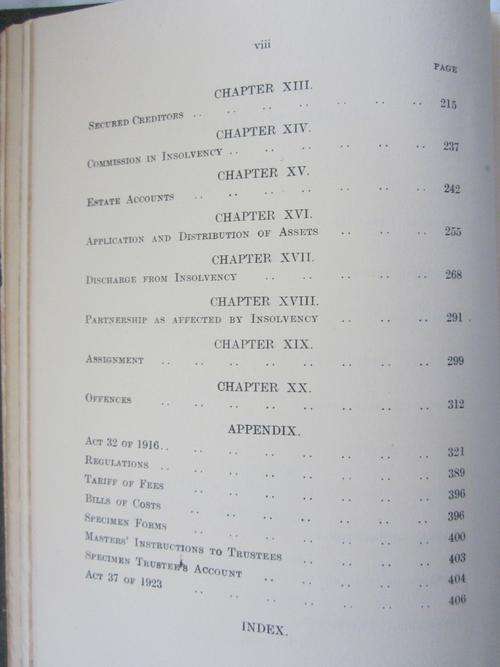 viii
PAGE
CHAPTER XIII.
SECURED CREDITORS .. .. .. .. .. .. .. 215
CHAPTER XIV.
COMMISSION IN INSOLVENCY .. .. .. .. .. .. 237
CHAPTER XV.
ESTATE ACCOUNTS .. .. .. .. .. .. .. 242
CHAPTER XVI.
APPLICATION AND DISTRIBUTION OF ASSETS .. .. .. 255
CHAPTER XVII.
DISCHARGE FROM INSOLVENCY .. .. .. .. .. 268
CHAPTER XVIII.
PARTNERSHIP AS AFFECTED BY INSOLVENCY .. .. .. 291
CHAPTER XIX.
ASSIGNMENT .. .. .. .. .. .. .. .. 299
CHAPTER XX.
OFFENCES .. .. .. .. .. .. .. .. 312
APPENDIX.
ACT 32 OF 1916 .. .. .. .. .. .. .. .. 321
REGULATIONS .. .. .. .. .. .. .. .. 389
TARIFF OF FEES .. .. .. .. .. .. .. 396
BILLS OF COSTS .. .. .. .. .. .. .. 396
SPECIMEN FORMS .. .. .. .. .. .. .. 400
MASTERS' INSTRUCTIONS TO TRUSTEES .. .. .. .. 403
SPECIMEN TRUSTEE'S ACCOUNT .. .. .. .. .. 404
ACT 37 OF 1923 .. .. .. .. .. .. .. 406
INDEX.